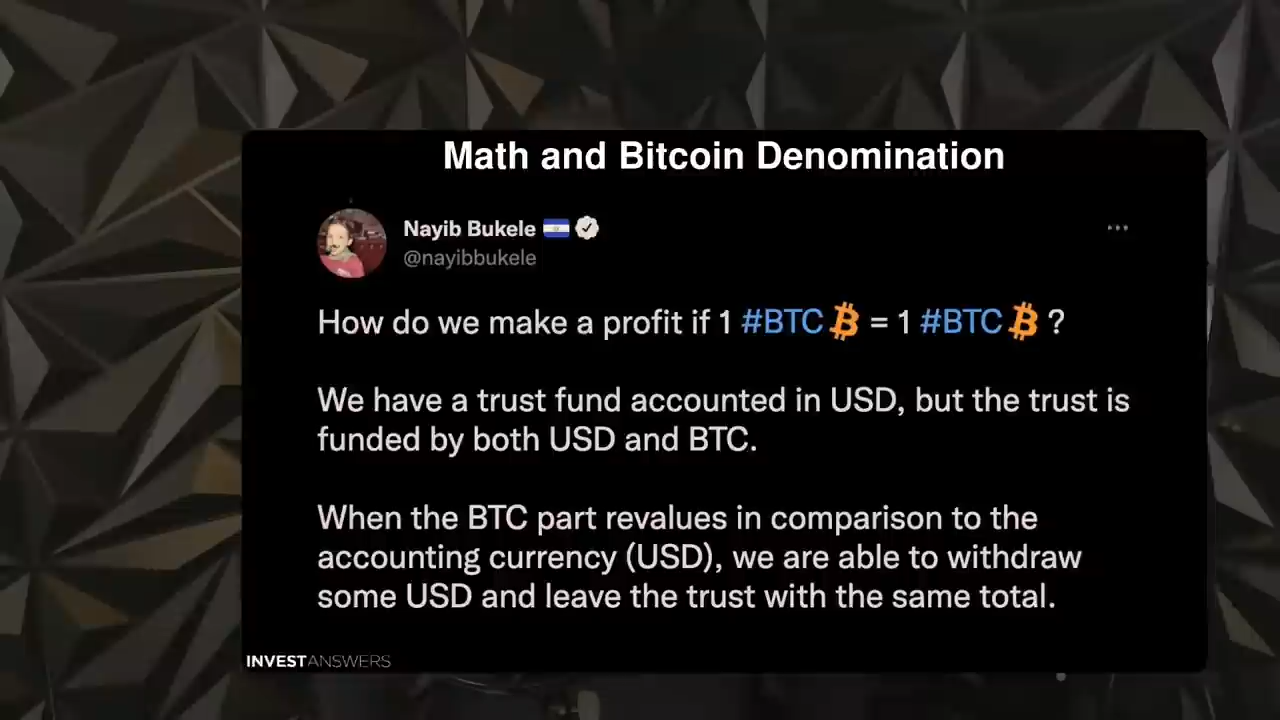 Math and Bitcoin Denomination
Nayib Bukele 🇸🇻
@nayibbukele
How do we make a profit if 1 #BTC₿ = 1 #BTC₿ ?
We have a trust fund accounted in USD, but the trust is
funded by both USD and BTC.
When the BTC part revalues in comparison to the
accounting currency (USD), we are able to withdraw
some USD and leave the trust with the same total.
INVESTANSWERS